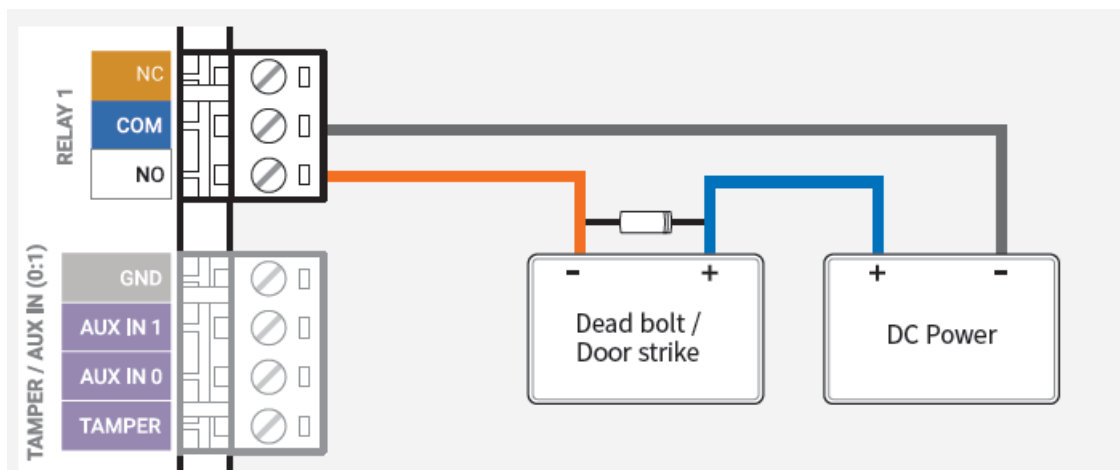 RELAY 1
NC
COM
NO
TAMPER / AUX IN (0:1)
GND
AUX IN 1
AUX IN 0
TAMPER
- +
Dead bolt /
Door strike
+ -
DC Power